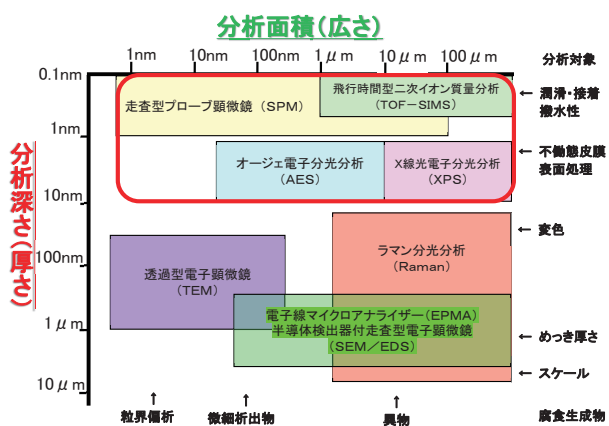 分析面積(広さ)
1nm 10nm 100nm 1μm 10μm 100μm 分析対象
0.1nm
1nm
10nm
100nm
1μm
10μm
分析深さ(厚さ)
走査型プローブ顕微鏡(SPM)
飛行時間型二次イオン質量分析
(TOF-SIMS)
オージェ電子分光分析
(AES)
X線光電子分光分析
(XPS)
ラマン分光分析
(Raman)
透過型電子顕微鏡
(TEM)
電子線マイクロアナライザー(EPMA)
半導体検出器付走査型電子顕微鏡
(SEM/EDS)
← 潤滑・接着
撥水性
← 不働態皮膜
表面処理
← 変色
← めっき厚さ
← スケール
↑ ↑ ↑
粒界偏析 微細析出物 異物 腐食生成物